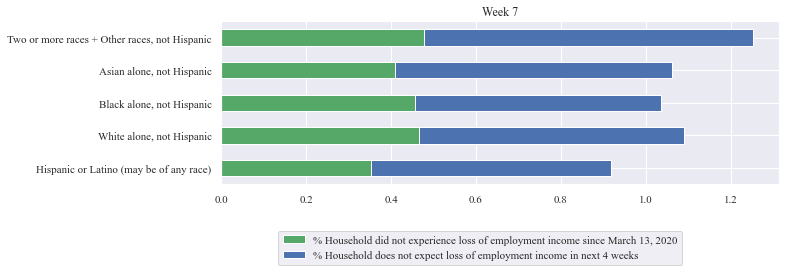 Week 7
Two or more races + Other races, not Hispanic
Asian alone, not Hispanic
Black alone, not Hispanic
White alone, not Hispanic
Hispanic or Latino (may be of any race)
0.0 0.2 0.4 0.6 0.8 1.0 1.2
% Household did not experience loss of employment income since March 13, 2020
% Household does not expect loss of employment income in next 4 weeks